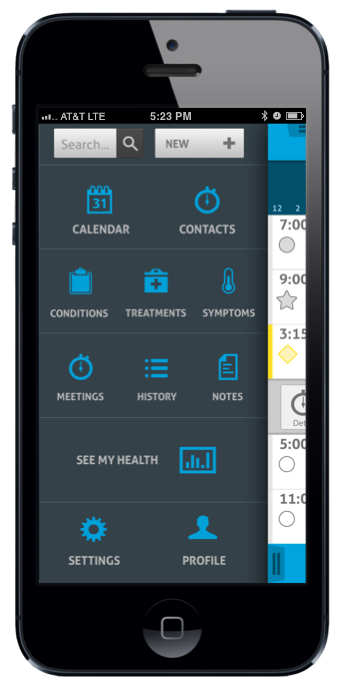 AT&T LTE 5:23 PM
Search... NEW +
31
CALENDAR CONTACTS
CONDITIONS TREATMENTS SYMPTOMS
MEETINGS HISTORY NOTES
SEE MY HEALTH
SETTINGS PROFILE
12 2
7:00
9:00
3:15
Det
5:00
11:0